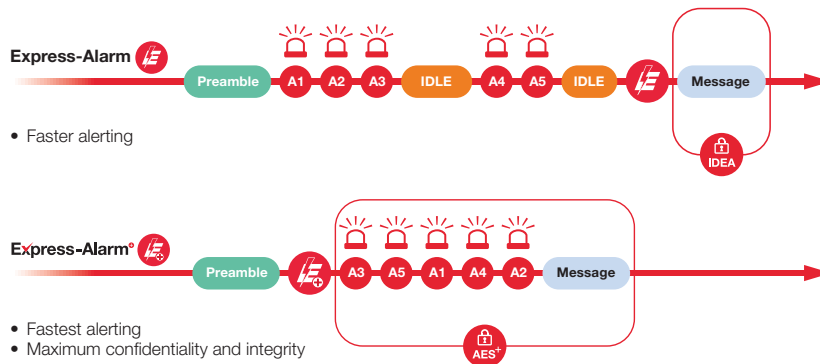 Express-Alarm
Preamble A1 A2 A3 IDLE A4 A5 IDLE Message
• Faster alerting
IDEA
Express-Alarm+
Preamble A3 A5 A1 A4 A2 Message
• Fastest alerting
• Maximum confidentiality and integrity
AES+